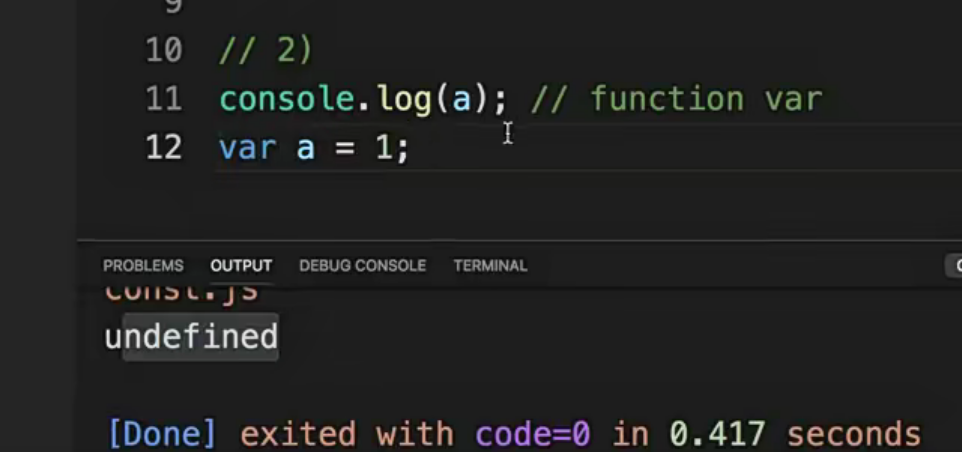 9
10 // 2)
11 console.log(a); // function var
12 var a = 1;
PROBLEMS OUTPUT DEBUG CONSOLE TERMINAL
const.js
undefined
[Done] exited with code=0 in 0.417 seconds